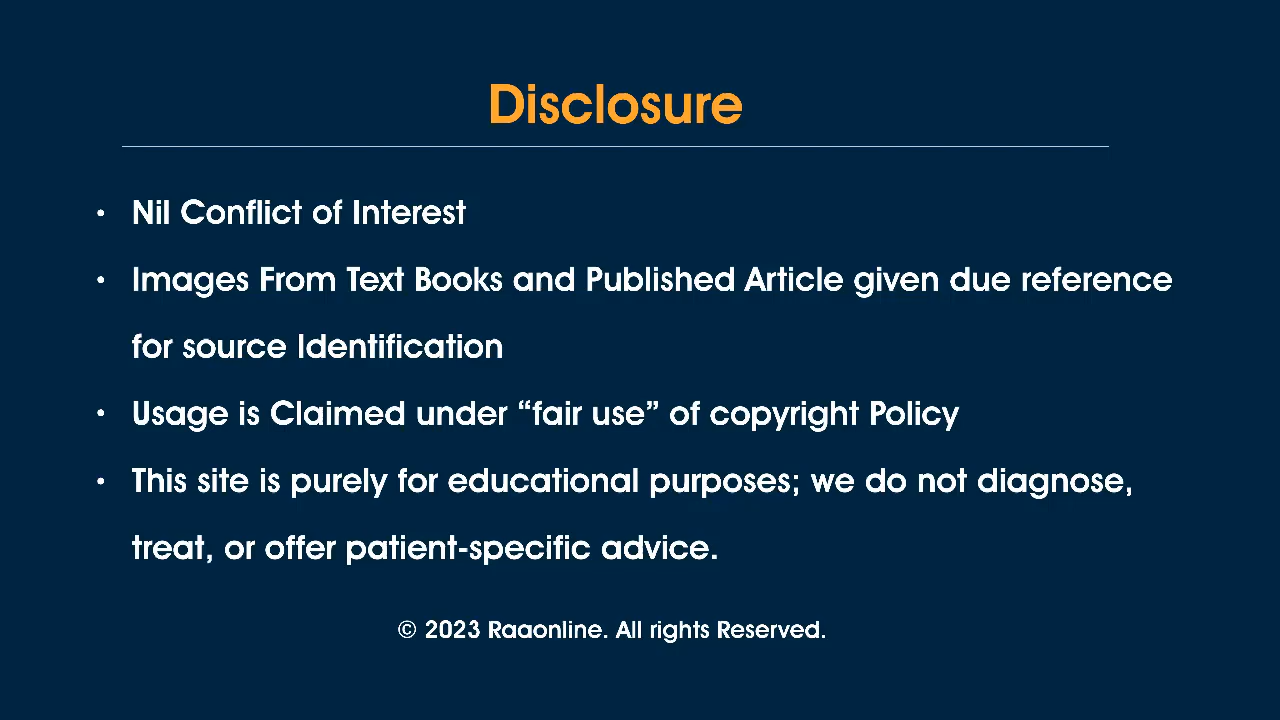 Disclosure
• Nil Conflict of Interest
• Images From Text Books and Published Article given due reference
for source Identification
• Usage is Claimed under “fair use” of copyright Policy
• This site is purely for educational purposes; we do not diagnose,
treat, or offer patient-specific advice.
© 2023 Raaonline. All rights Reserved.